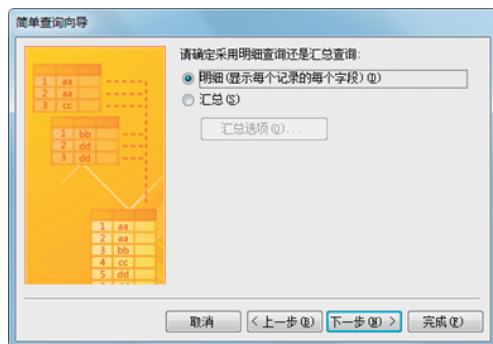 简单查询向导
请确定采用明细查询还是汇总查询:
明细(显示每个记录的每个字段)(D)
汇总(S)
汇总选项(O)...
1 aa
2 aa
3 cc
1 bb
2 dd
3 dd
1 aa
2 aa
3 bb
4 cc
5 dd
取消
<上一步(B)
下一步(N) >
完成(F)